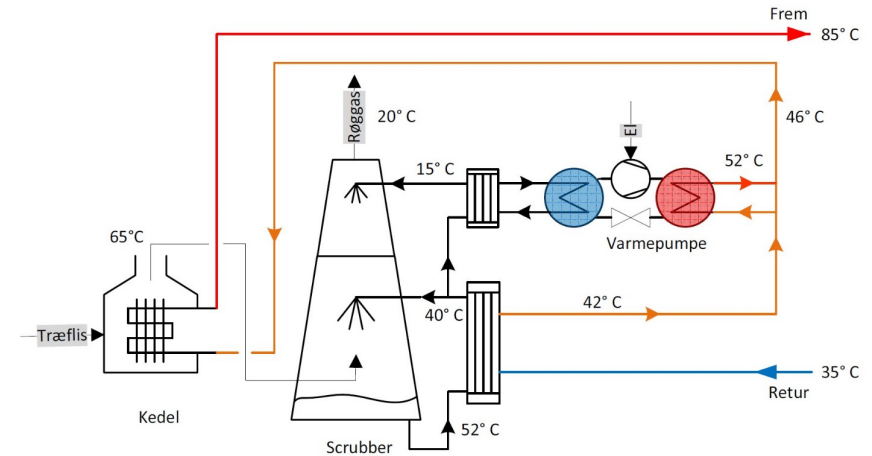 Frem
85° C
Røggas
20° C
46° C
El
15° C
52° C
65°C
Varmepumpe
40° C
42° C
Træflis
35° C
Retur
Kedel
52° C
Scrubber